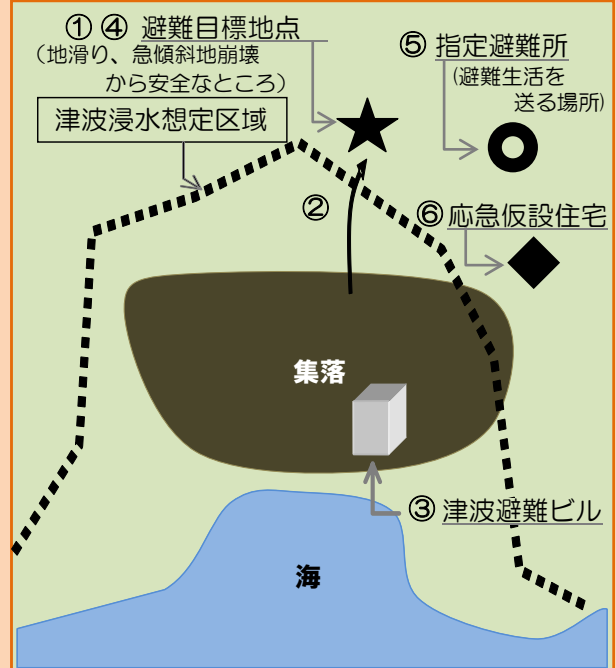 ①④ 避難目標地点
（地滑り、急傾斜地崩壊
から安全なところ）
津波浸水想定区域
⑤ 指定避難所
(避難生活を
送る場所)
②
⑥ 応急仮設住宅
集落
③ 津波避難ビル
海